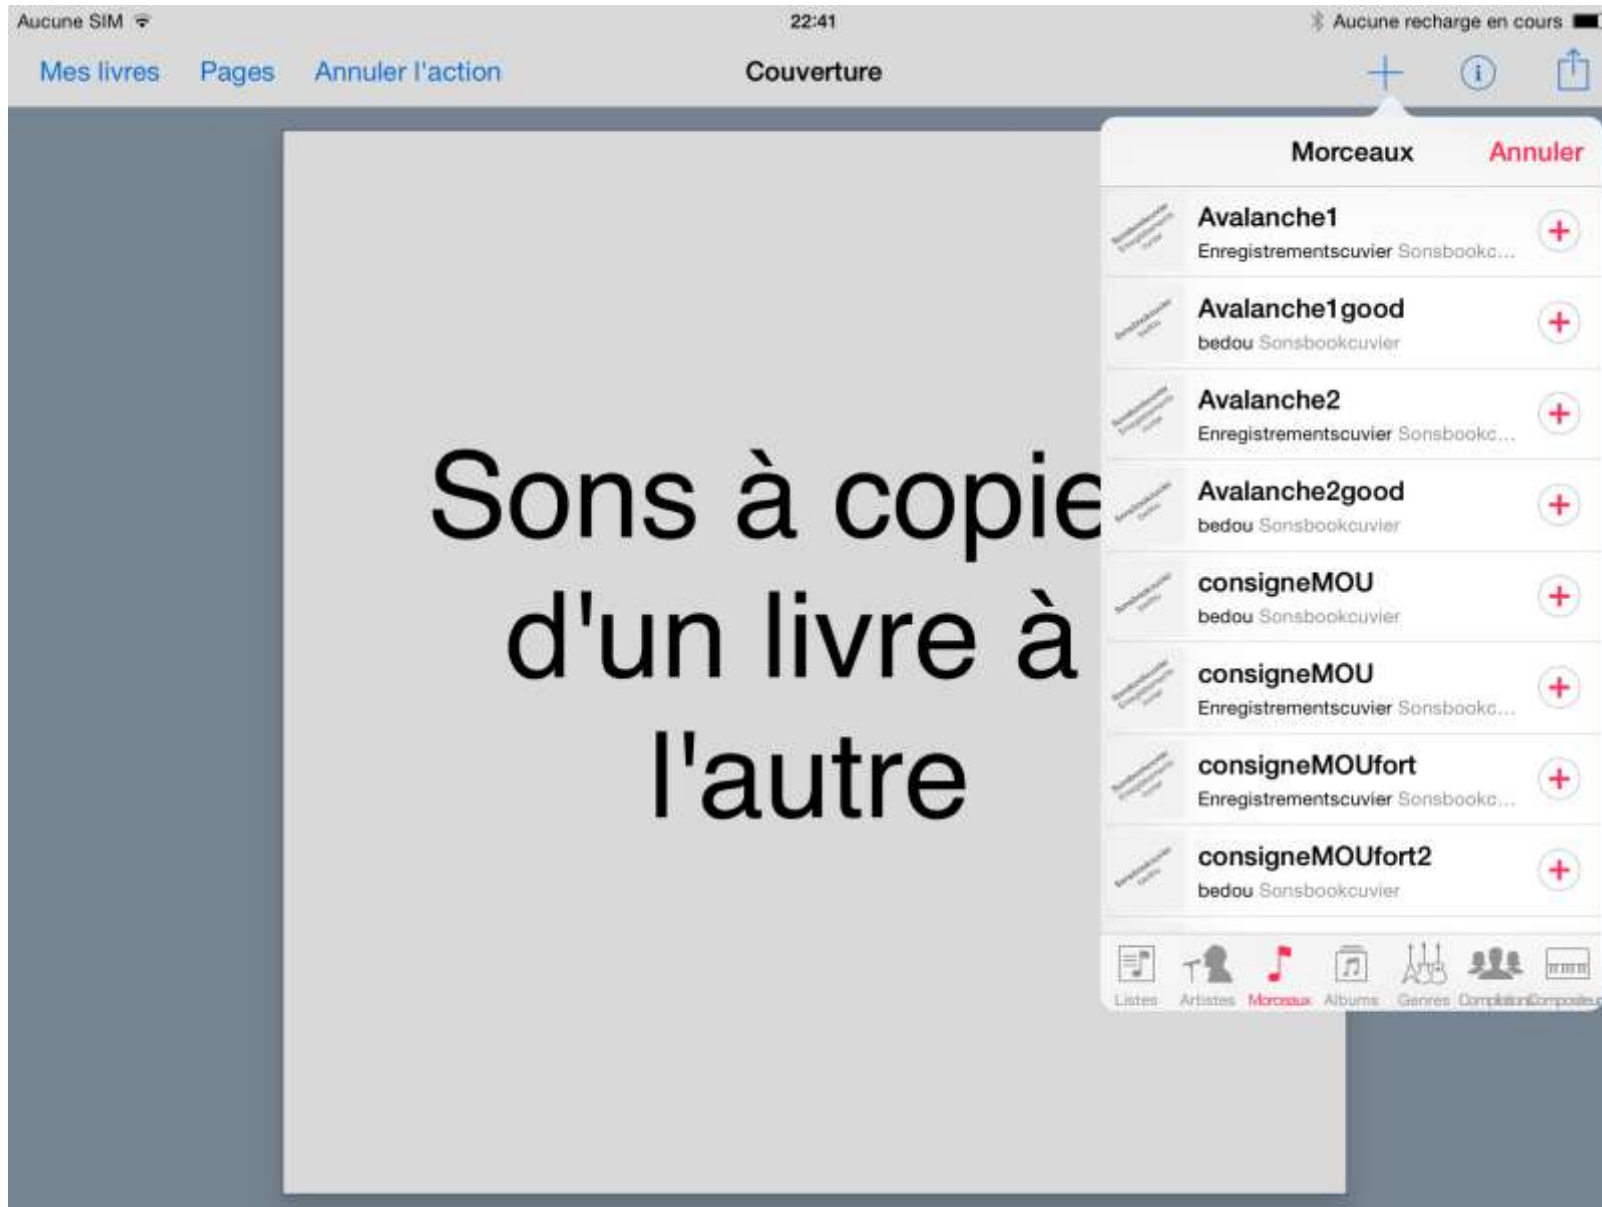 Aucune SIM
22:41
Aucune recharge en cours
Mes livres Pages Annuler l'action
Couverture
Morceaux Annuler
Avalanche1
Enregistrementscuvier Sonsbookc...
Avalanche1good
bedou Sonsbookcuvier
Avalanche2
Enregistrementscuvier Sonsbookc...
Avalanche2good
bedou Sonsbookcuvier
consigneMOU
bedou Sonsbookcuvier
consigneMOU
Enregistrementscuvier Sonsbookc...
consigneMOUfort
Enregistrementscuvier Sonsbookc...
consigneMOUfort2
bedou Sonsbookcuvier
Listes Artistes Morceaux Albums Genres Compilations Compositeu
Sons à copie
d'un livre à
l'autre